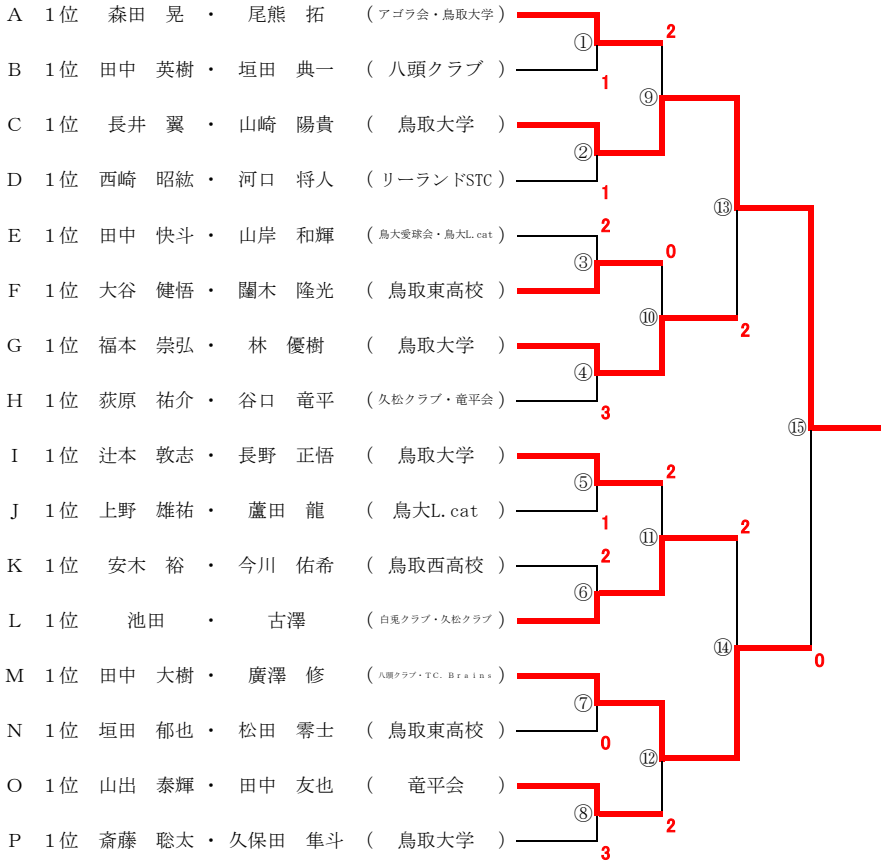 A 1位 森田 晃 ・ 尾熊 拓 (アゴラ会・鳥取大学)
① 2
B 1位 田中 英樹 ・ 垣田 典一 (八頭クラブ)
1
⑨
C 1位 長井 翼 ・ 山崎 陽貴 (鳥取大学)
②
D 1位 西崎 昭紘 ・ 河口 将人 (リーランドSTC)
1
⑬
E 1位 田中 快斗 ・ 山岸 和輝 (鳥大愛球会・鳥大L.cat)
2
③ 0
F 1位 大谷 健悟 ・ 闥木 隆光 (鳥取東高校)
⑩ 2
G 1位 福本 崇弘 ・ 林 優樹 (鳥取大学)
④
H 1位 荻原 祐介 ・ 谷口 竜平 (久松クラブ・竜平会)
3
⑮
I 1位 辻本 敦志 ・ 長野 正悟 (鳥取大学)
⑤ 2
J 1位 上野 雄祐 ・ 蘆田 龍 (鳥大L.cat)
1
⑪ 2
K 1位 安木 裕 ・ 今川 佑希 (鳥取西高校)
2
⑥
L 1位 池田 ・ 古澤 (白兎クラブ・久松クラブ)
⑭ 0
M 1位 田中 大樹 ・ 廣澤 修 (八頭クラブ・TC.Brains)
⑦
N 1位 垣田 郁也 ・ 松田 零士 (鳥取東高校)
0
⑫
O 1位 山出 泰輝 ・ 田中 友也 (竜平会)
⑧ 2
P 1位 斎藤 聡太 ・ 久保田 隼斗 (鳥取大学)
3